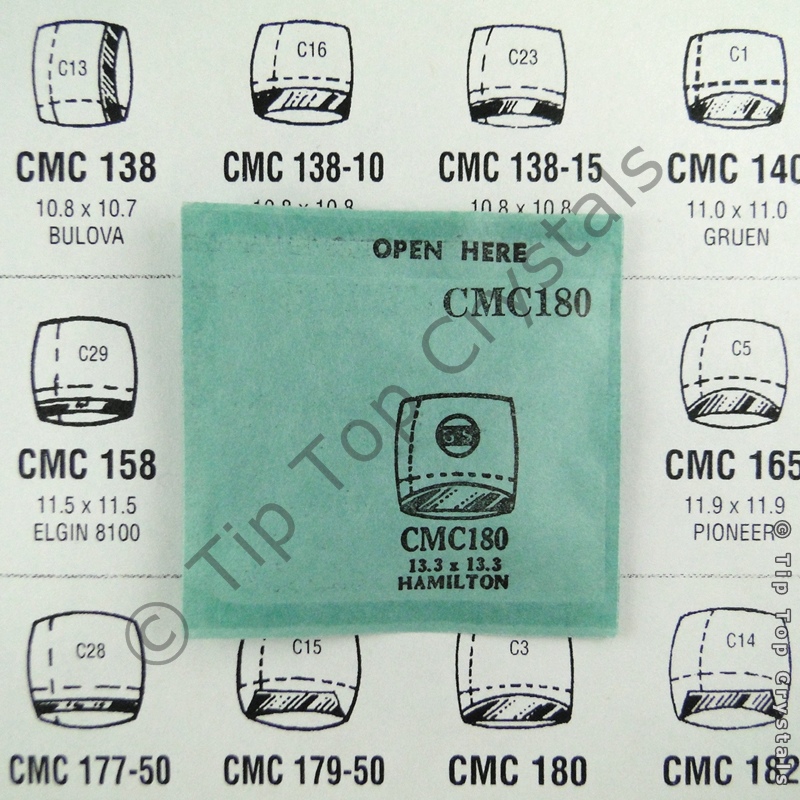 C13
C16
C23
C1
CMC 138
CMC 138-10
CMC 138-15
CMC 140
10.8 x 10.7
10.8 x 10.8
11.0 x 11.0
BULOVA
GRUEN
OPEN HERE
CMC180
GS
CMC180
13.3 x 13.3
HAMILTON
C29
C5
CMC 158
CMC 165
11.5 x 11.5
11.9 x 11.9
ELGIN 8100
PIONEER
C28
C15
C3
C14
CMC 177-50
CMC 179-50
CMC 180
CMC 182
© Tip Top Crystals
© Tip Top Crystals